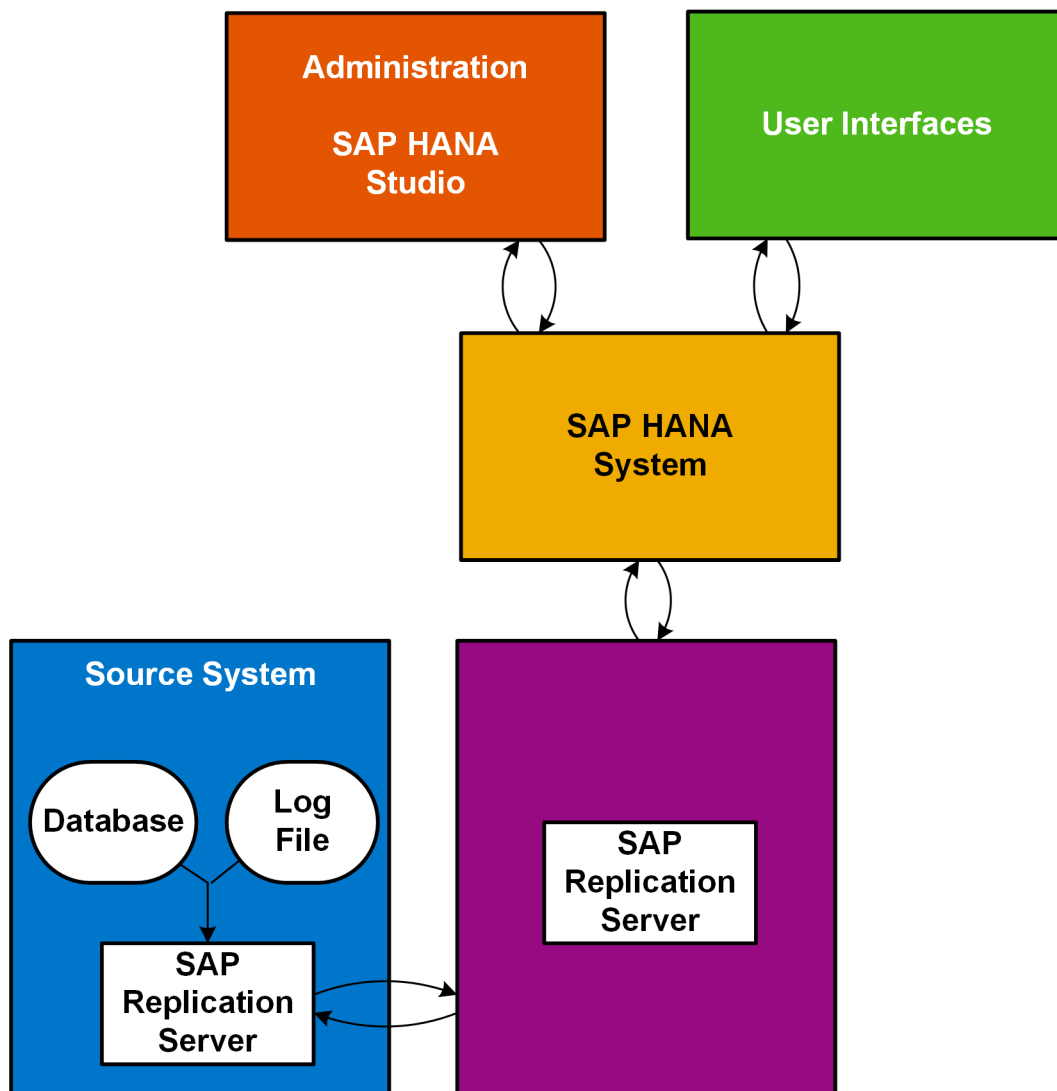 Administration
SAP HANA
Studio
User Interfaces
SAP HANA
System
Source System
Database
Log
File
SAP
Replication
Server
SAP
Replication
Server